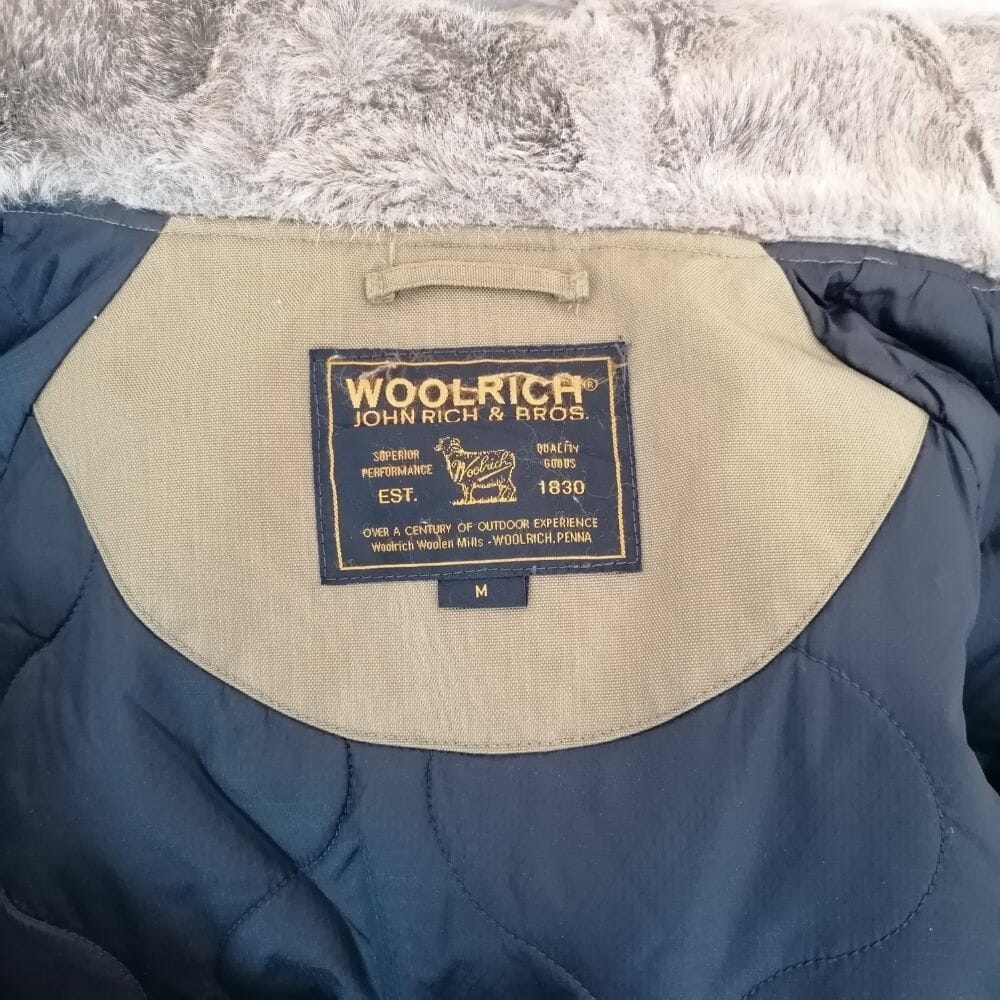 WOOLRICH®
JOHN RICH & BROS.
SUPERIOR PERFORMANCE
Woolrich
QUALITY GOODS
EST. 1830
OVER A CENTURY OF OUTDOOR EXPERIENCE
Woolrich Woolen Mills - WOOLRICH, PENNA
M